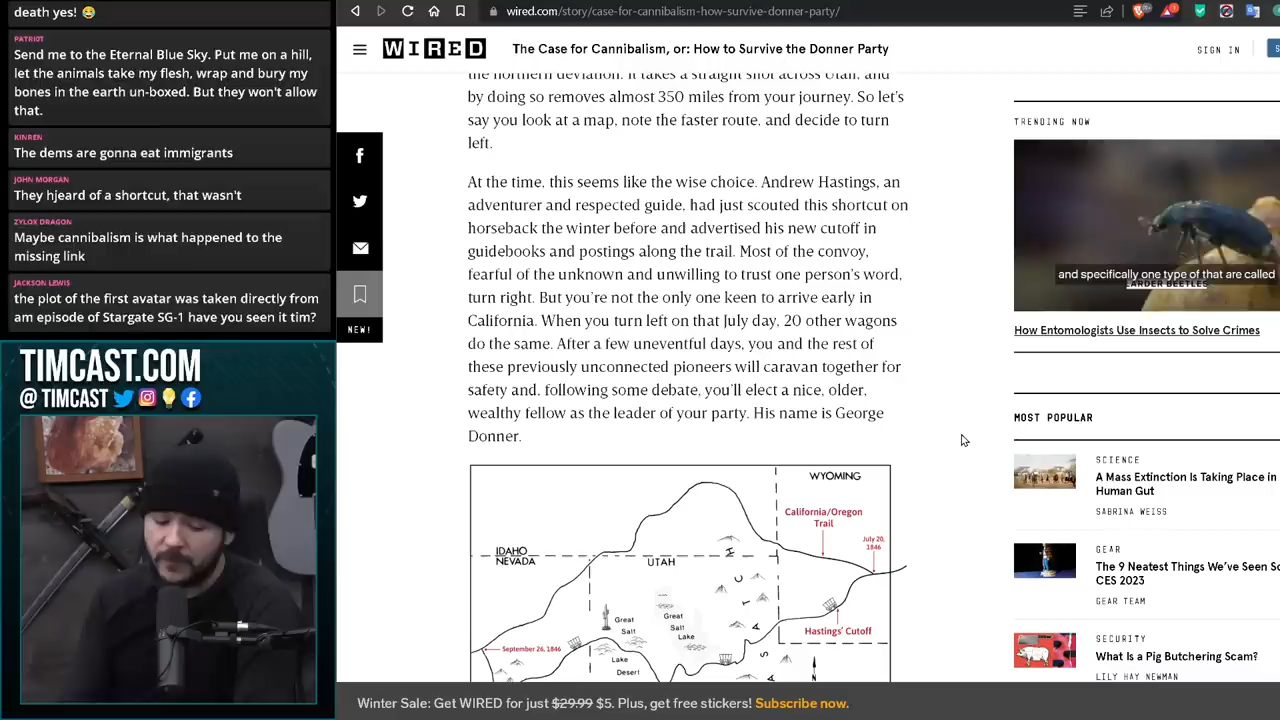 death yes! 😂
PATRIOT
Send me to the Eternal Blue Sky. Put me on a hill,
let the animals take my flesh, wrap and bury my
bones in the earth un-boxed. But they won't allow
that.
KINREN
The dems are gonna eat immigrants
JOHN MORGAN
They hjeard of a shortcut, that wasn't
ZYLOX DRAGON
Maybe cannibalism is what happened to the
missing link
JACKSON LEWIS
the plot of the first avatar was taken directly from
am episode of Stargate SG-1 have you seen it tim?
TIMCAST.COM
@ TIMCAST
wired.com/story/case-for-cannibalism-how-survive-donner-party/
WIRED
The Case for Cannibalism, or: How to Survive the Donner Party
SIGN IN
NEW!
the northern deviation. It takes a straight shot across Utah, and
by doing so removes almost 350 miles from your journey. So let's
say you look at a map, note the faster route, and decide to turn
left.
At the time, this seems like the wise choice. Andrew Hastings, an
adventurer and respected guide, had just scouted this shortcut on
horseback the winter before and advertised his new cutoff in
guidebooks and postings along the trail. Most of the convoy,
fearful of the unknown and unwilling to trust one person's word,
turn right. But you're not the only one keen to arrive early in
California. When you turn left on that July day, 20 other wagons
do the same. After a few uneventful days, you and the rest of
these previously unconnected pioneers will caravan together for
safety and, following some debate, you'll elect a nice, older,
wealthy fellow as the leader of your party. His name is George
Donner.
WYOMING
California/Oregon
Trail
July 20,
1846
IDAHO
NEVADA
UTAH
Great
Salt
Lake
Desert
Great
Salt
Lake
Hastings' Cutoff
September 26, 1846
W
A
S
A
T
C
H
N
TRENDING NOW
and specifically one type of that are called
LARDER BEETLES
How Entomologists Use Insects to Solve Crimes
MOST POPULAR
SCIENCE
A Mass Extinction Is Taking Place in
Human Gut
SABRINA WEISS
GEAR
The 9 Neatest Things We've Seen So
CES 2023
GEAR TEAM
SECURITY
What Is a Pig Butchering Scam?
LILY HAY NEWMAN
Winter Sale: Get WIRED for just $29.99 $5. Plus, get free stickers! Subscribe now.